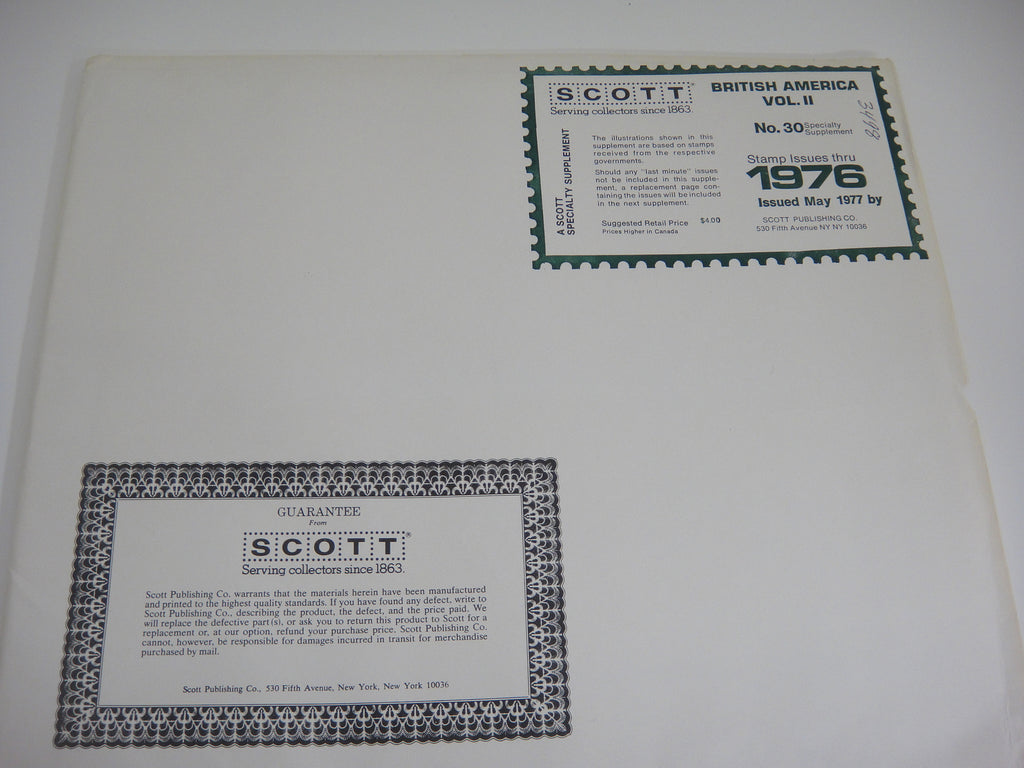 SCOTT®
Serving collectors since 1863.
A SCOTT
SPECIALTY SUPPLEMENT
The illustrations shown in this
supplement are based on stamps
received from the respective
governments.
Should any "last minute" issues
not be included in this supple-
ment, a replacement page con-
taining the issues will be included
in the next supplement.
Suggested Retail Price $4.00
Prices Higher in Canada
BRITISH AMERICA
VOL. II
No. 30 Specialty
Supplement
Stamp Issues thru
1976
Issued May 1977 by
SCOTT PUBLISHING CO.
530 Fifth Avenue NY NY 10036
GUARANTEE
From
SCOTT®
Serving collectors since 1863.
Scott Publishing Co. warrants that the materials herein have been manufactured
and printed to the highest quality standards. If you have found any defect, write to
Scott Publishing Co., describing the product, the defect, and the price paid. We
will replace the defective part(s), or ask you to return this product to Scott for a
replacement or, at our option, refund your purchase price. Scott Publishing Co.
cannot, however, be responsible for damages incurred in transit for merchandise
purchased by mail.
Scott Publishing Co., 530 Fifth Avenue, New York, New York 10036